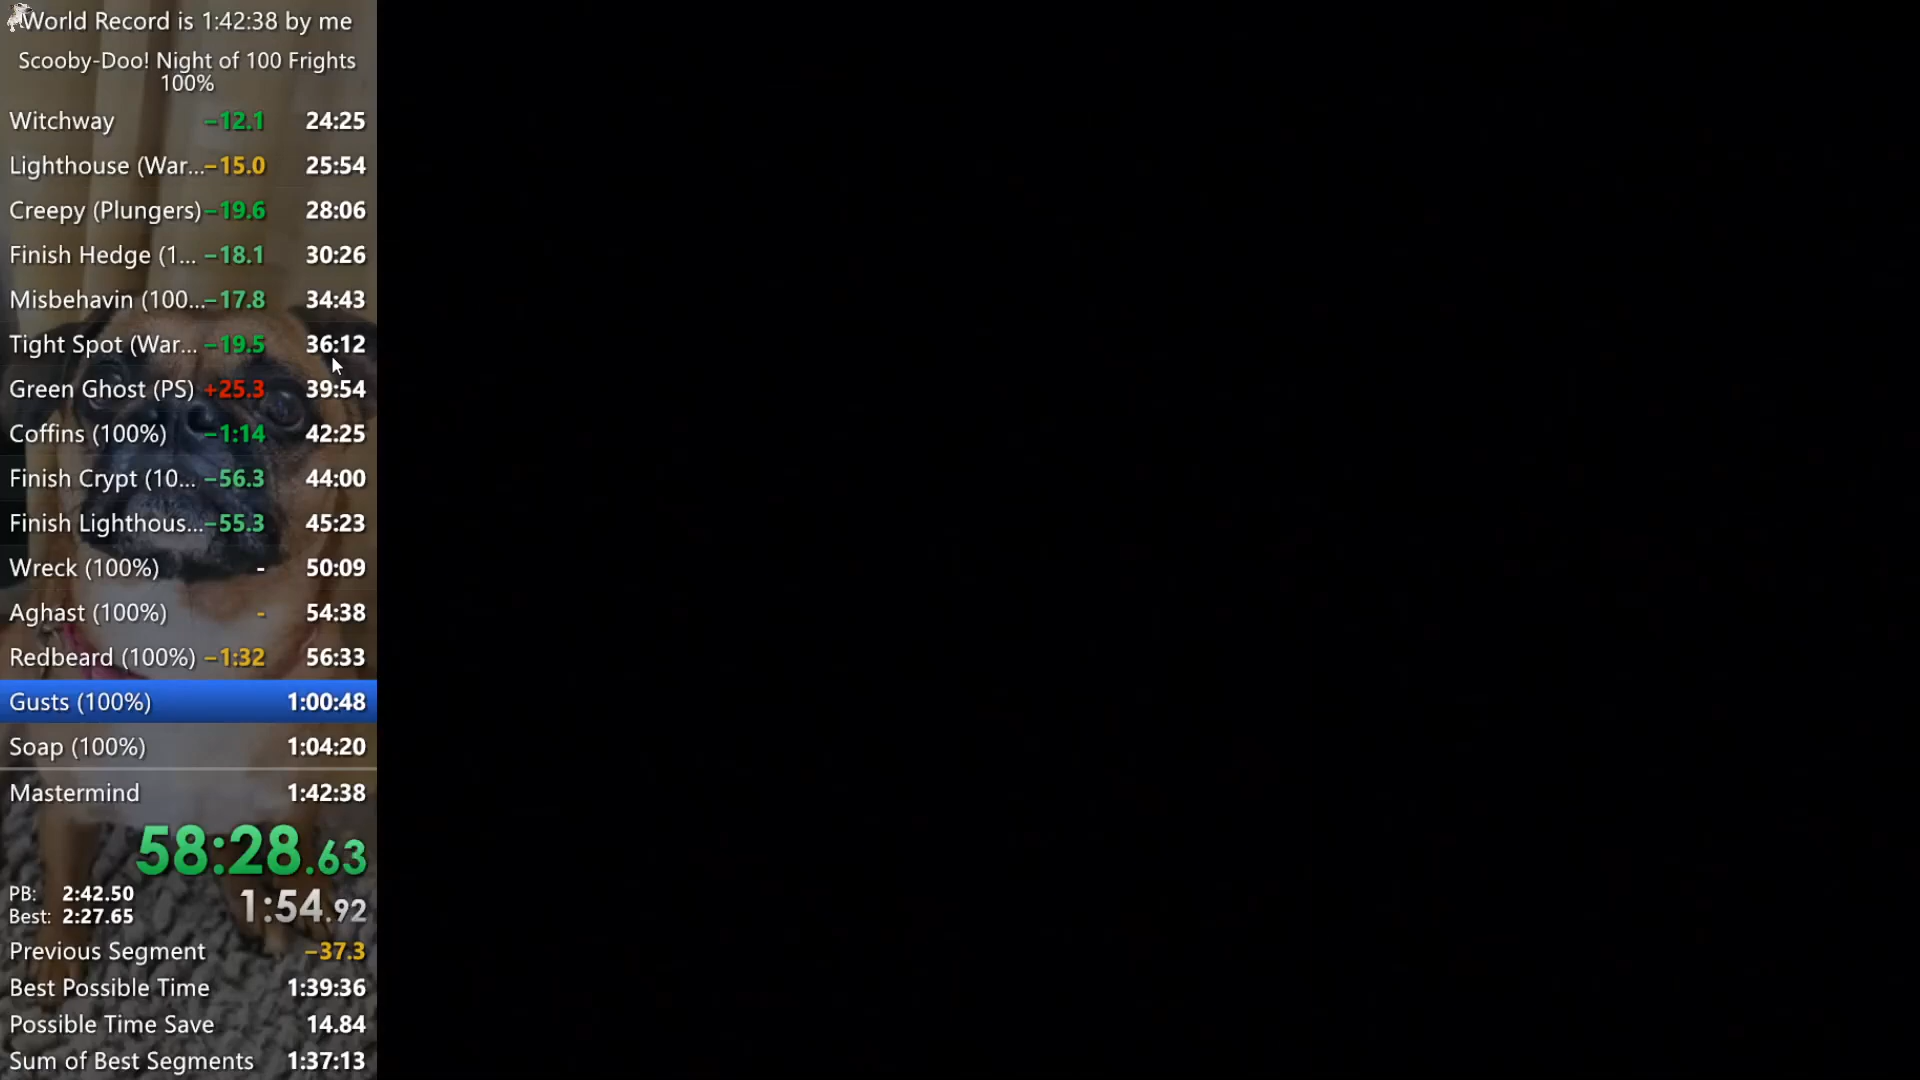 World Record is 1:42:38 by me
Scooby-Doo! Night of 100 Frights
100%
Witchway −12.1 24:25
Lighthouse (War... −15.0 25:54
Creepy (Plungers) −19.6 28:06
Finish Hedge (1... −18.1 30:26
Misbehavin (100... −17.8 34:43
Tight Spot (War... −19.5 36:12
Green Ghost (PS) +25.3 39:54
Coffins (100%) −1:14 42:25
Finish Crypt (10... −56.3 44:00
Finish Lighthous... −55.3 45:23
Wreck (100%) - 50:09
Aghast (100%) - 54:38
Redbeard (100%) −1:32 56:33
Gusts (100%) 1:00:48
Soap (100%) 1:04:20
Mastermind 1:42:38
58:28.63
PB: 2:42.50
Best: 2:27.65
1:54.92
Previous Segment −37.3
Best Possible Time 1:39:36
Possible Time Save 14.84
Sum of Best Segments 1:37:13